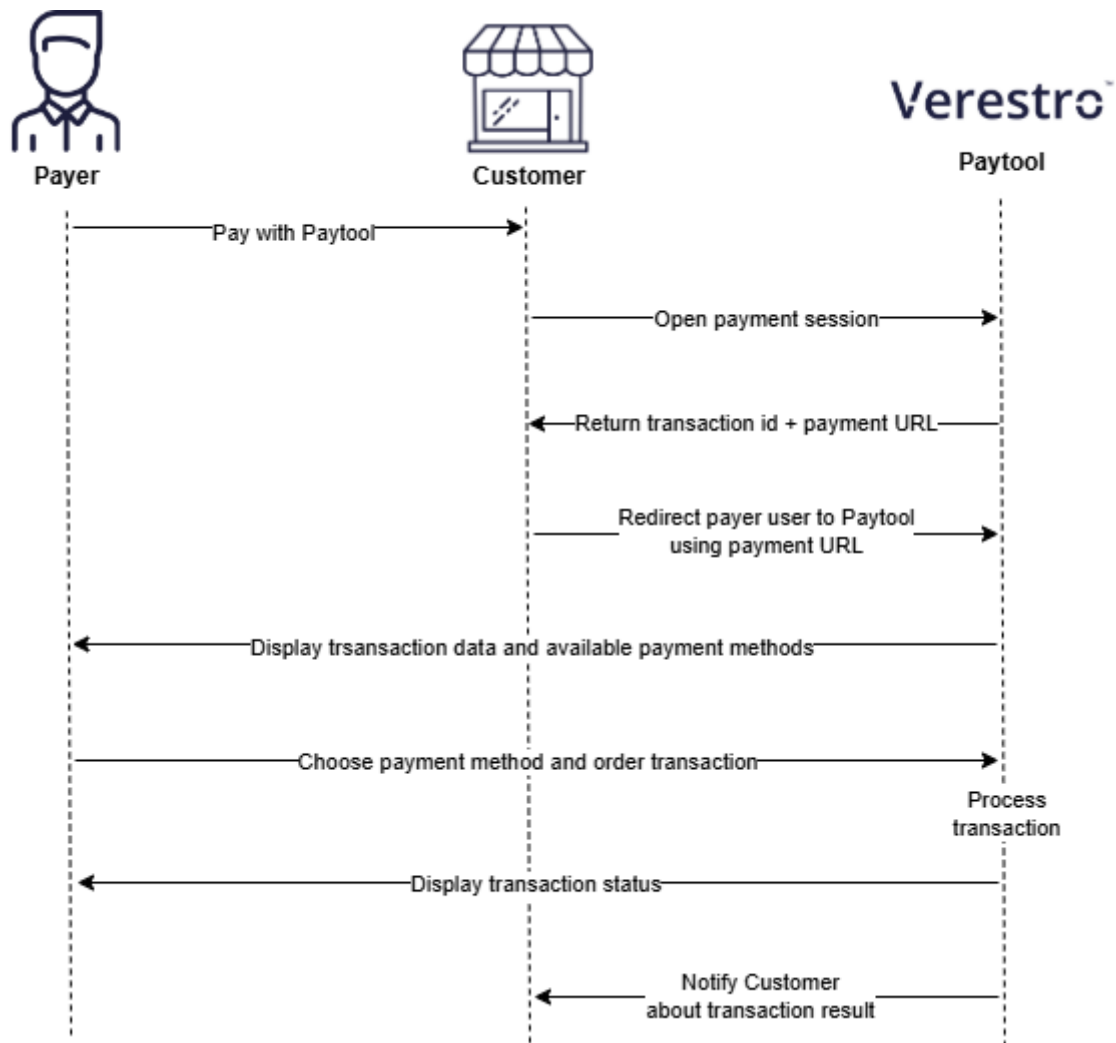 Verestro™
Payer
Customer
Paytool
Pay with Paytool
Open payment session
Return transaction id + payment URL
Redirect payer user to Paytool
using payment URL
Display trsansaction data and available payment methods
Choose payment method and order transaction
Process
transaction
Display transaction status
Notify Customer
about transaction result